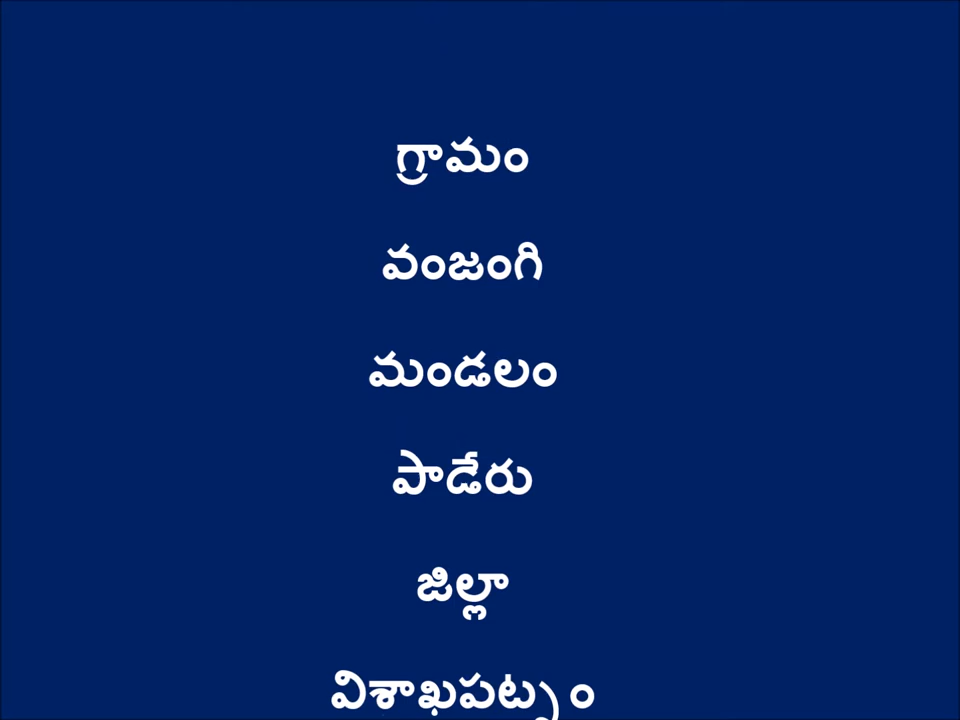 గ్రామం
వంజంగి
మండలం
పాడేరు
జిల్లా
విశాఖపట్నం